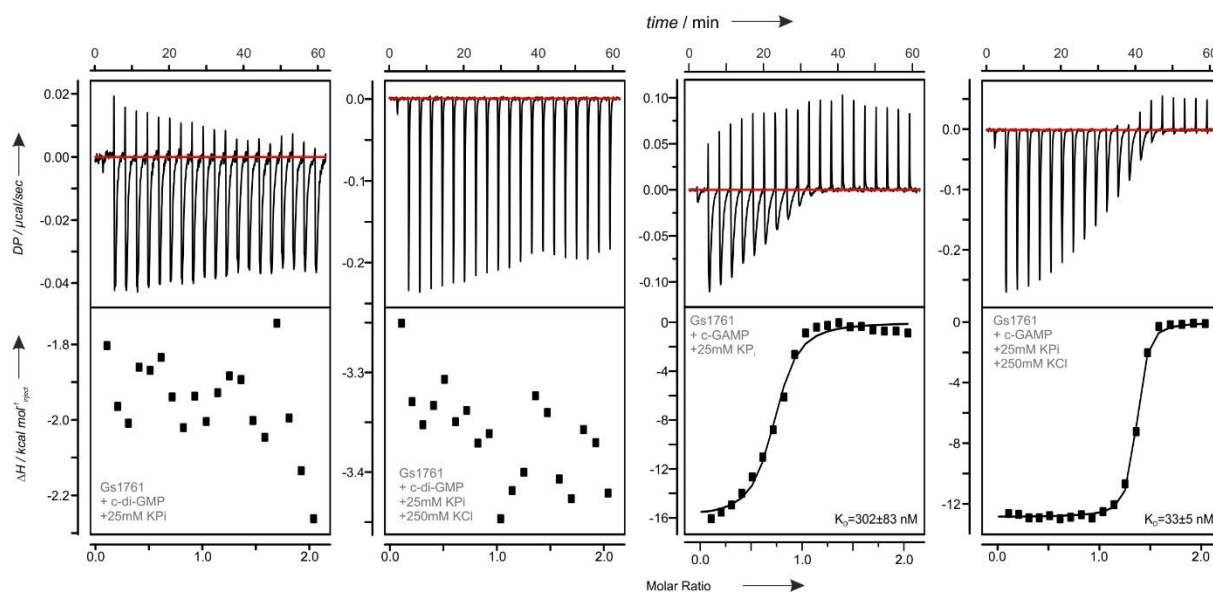 time / min
0 20 40 60
0 20 40 60
0 20 40 60
0 20 40 60
DP / μcal/sec
0.02
0.00
-0.02
-0.04
0.0
-0.1
-0.2
0.10
0.05
0.00
-0.05
-0.10
0.0
-0.1
-0.2
ΔH / kcal mol⁻¹ inject
-1.8
-2.0
-2.2
Gs1761
+ c-di-GMP
+25mM KPi
-3.3
-3.4
Gs1761
+ c-di-GMP
+25mM KPi
+250mM KCl
0
-4
-8
-12
-16
Gs1761
+ c-GAMP
+25mM KPi
K_D=302±83 nM
0
-4
-8
-12
Gs1761
+ c-GAMP
+25mM KPi
+250mM KCl
K_D=33±5 nM
0.0 1.0 2.0
0.0 1.0 2.0
0.0 1.0 2.0
0.0 1.0 2.0
Molar Ratio